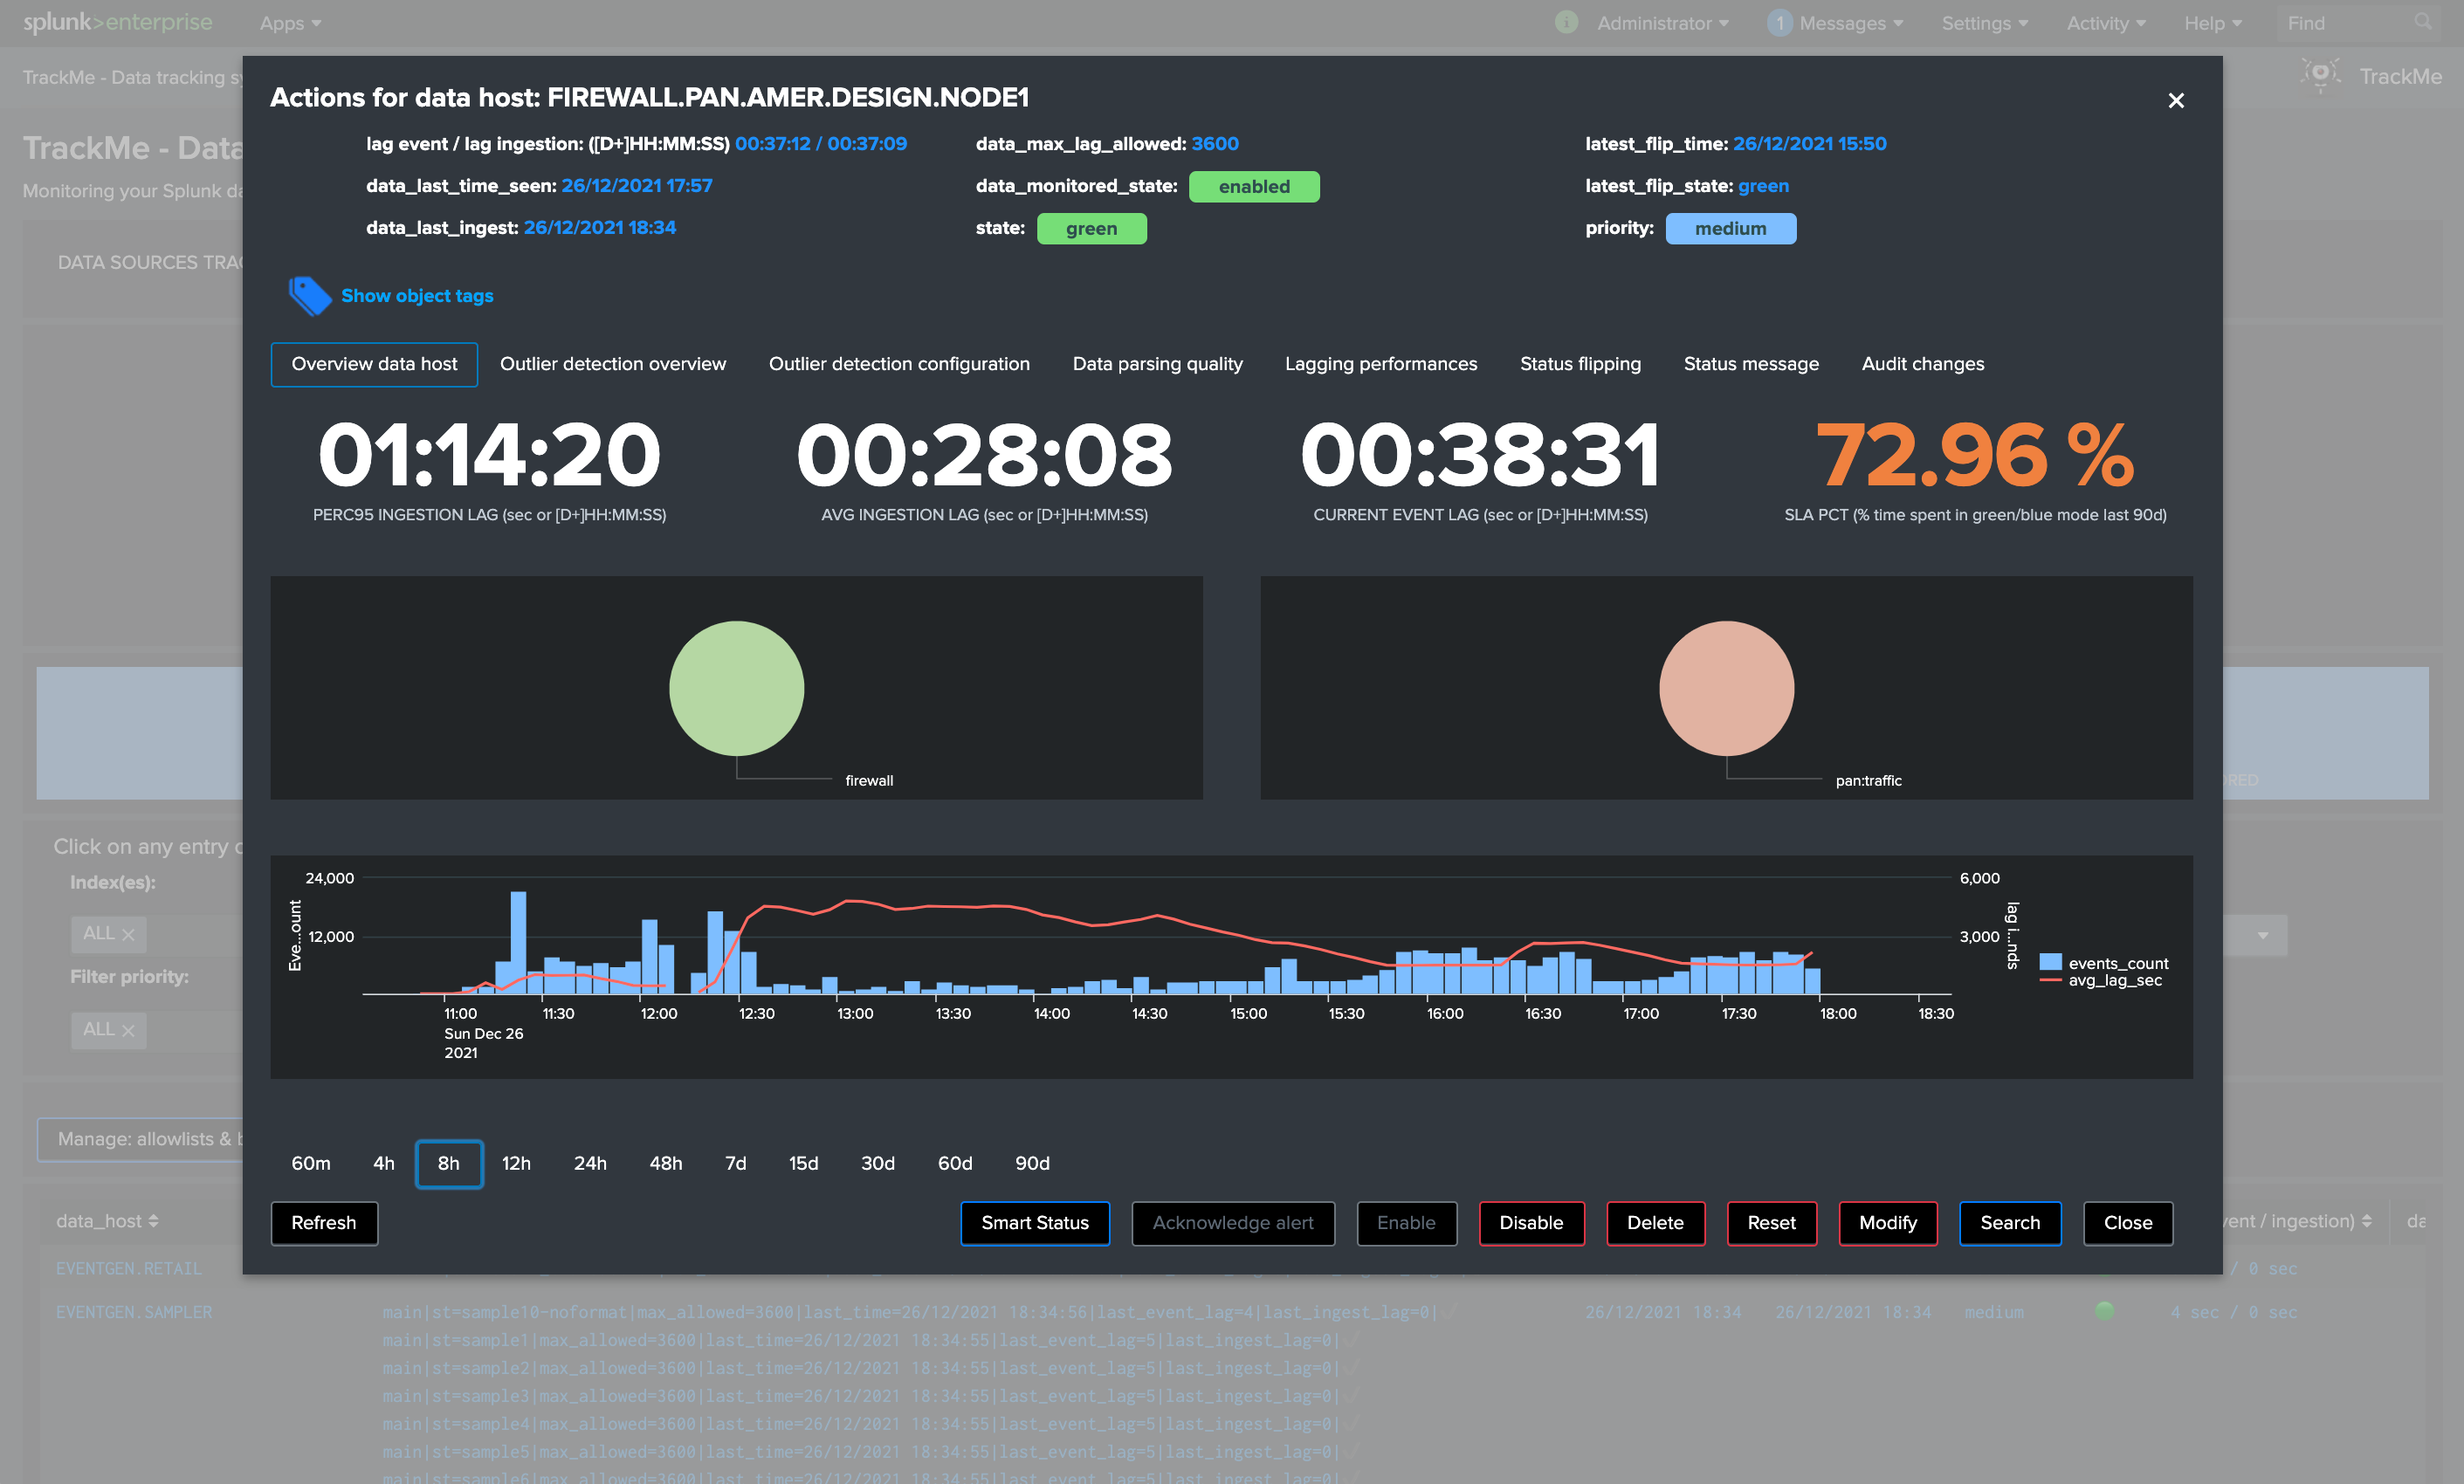 splunk>enterprise Apps Administrator 1 Messages Settings Activity Help Find
TrackMe - Data tracking TrackMe
TrackMe - Data
Monitoring your Splunk
DATA SOURCES
Actions for data host: FIREWALL.PAN.AMER.DESIGN.NODE1
lag event / lag ingestion: ([D+]HH:MM:SS) 00:37:12 / 00:37:09 data_max_lag_allowed: 3600 latest_flip_time: 26/12/2021 15:50
data_last_time_seen: 26/12/2021 17:57 data_monitored_state: enabled latest_flip_state: green
data_last_ingest: 26/12/2021 18:34 state: green priority: medium
Show object tags
Overview data host Outlier detection overview Outlier detection configuration Data parsing quality Lagging performances Status flipping Status message Audit changes
01:14:20 00:28:08 00:38:31 72.96 %
PERC95 INGESTION LAG (sec or [D+]HH:MM:SS) AVG INGESTION LAG (sec or [D+]HH:MM:SS) CURRENT EVENT LAG (sec or [D+]HH:MM:SS) SLA PCT (% time spent in green/blue mode last 90d)
firewall pan:traffic
Click on any entry
Index(es):
ALL
Filter priority:
ALL
24,000 6,000
12,000 3,000
Eve...ount
lag i...nds
events_count
avg_lag_sec
11:00 11:30 12:00 12:30 13:00 13:30 14:00 14:30 15:00 15:30 16:00 16:30 17:00 17:30 18:00 18:30
Sun Dec 26
2021
Manage: allowlists &
60m 4h 8h 12h 24h 48h 7d 15d 30d 60d 90d
Refresh Smart Status Acknowledge alert Enable Disable Delete Reset Modify Search Close
data_host / ingestion)
EVENTGEN.RETAIL / 0 sec
EVENTGEN.SAMPLER main|st=sample10-noformat|max_allowed=3600|last_time=26/12/2021 18:34:56|last_event_lag=4|last_ingest_lag=0| 26/12/2021 18:34 26/12/2021 18:34 medium 4 sec / 0 sec
main|st=sample1|max_allowed=3600|last_time=26/12/2021 18:34:55|last_event_lag=5|last_ingest_lag=0|
main|st=sample2|max_allowed=3600|last_time=26/12/2021 18:34:55|last_event_lag=5|last_ingest_lag=0|
main|st=sample3|max_allowed=3600|last_time=26/12/2021 18:34:55|last_event_lag=5|last_ingest_lag=0|
main|st=sample4|max_allowed=3600|last_time=26/12/2021 18:34:55|last_event_lag=5|last_ingest_lag=0|
main|st=sample5|max_allowed=3600|last_time=26/12/2021 18:34:55|last_event_lag=5|last_ingest_lag=0|
main|st=sample6|max_allowed=3600|last_time=26/12/2021 18:34:55|last_event_lag=5|last_ingest_lag=0|